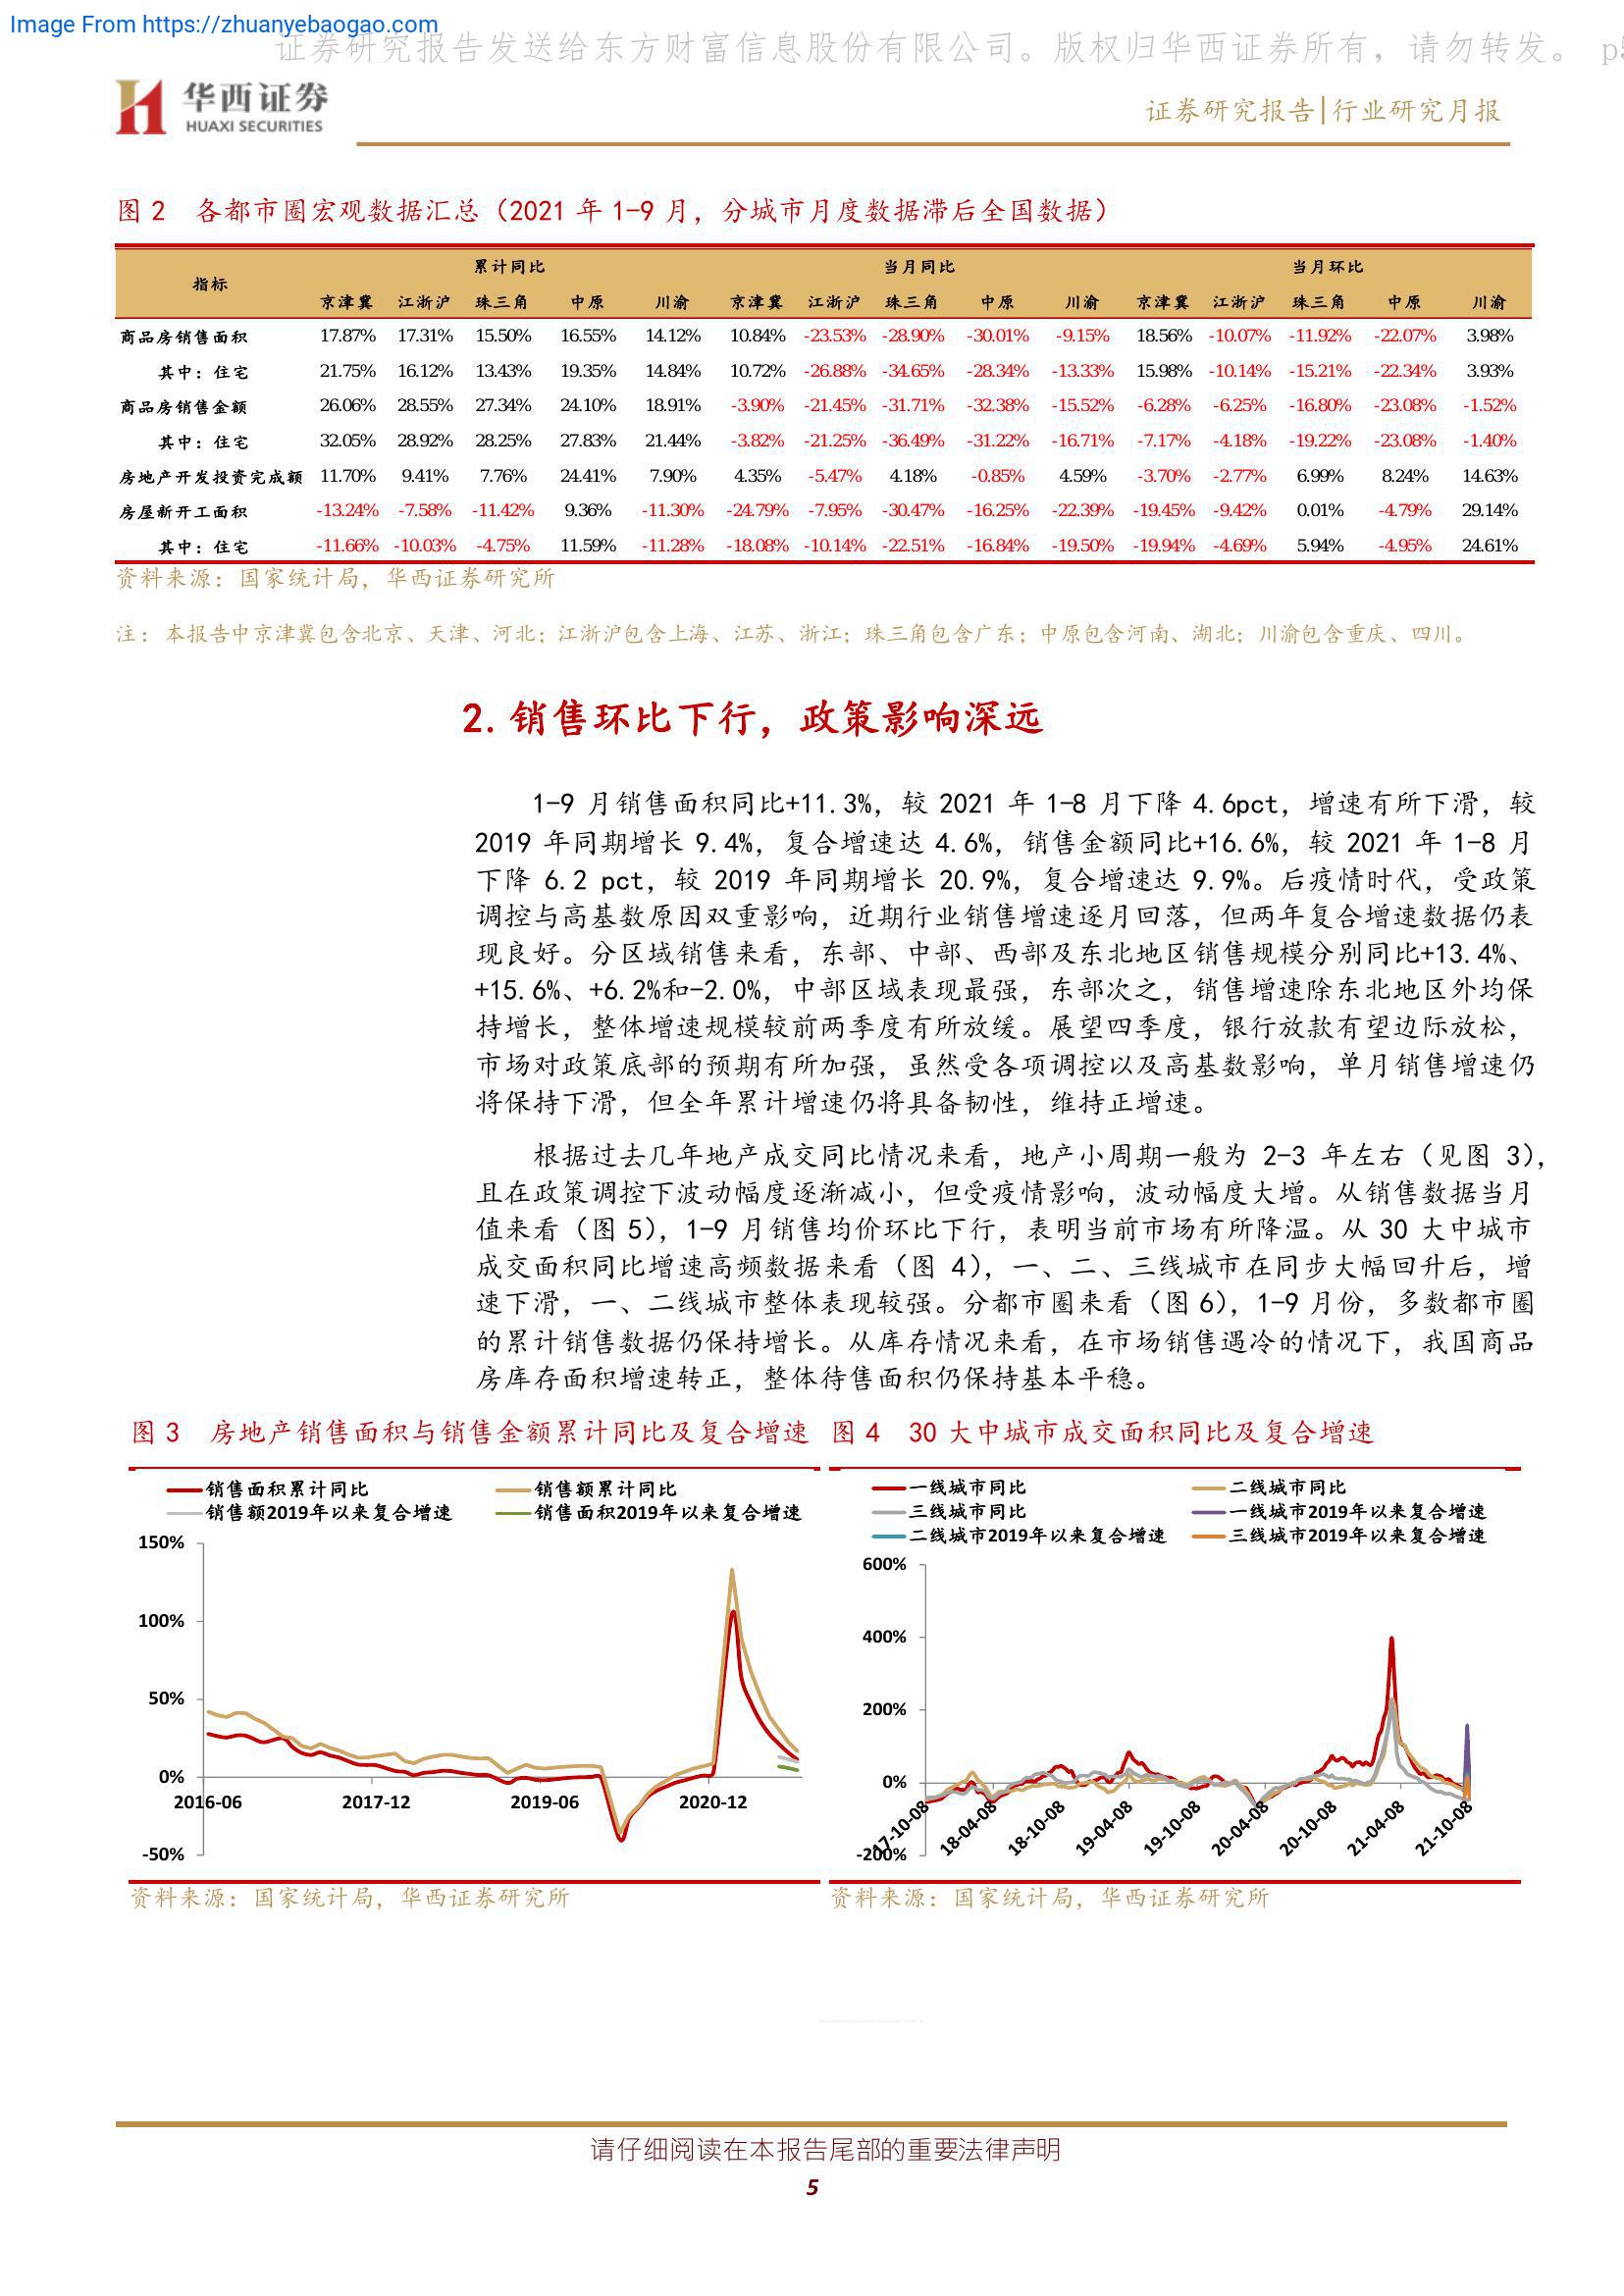 Image From https://zhuanyebaogao.com
证券研究报告发送给东方财富信息股份有限公司。版权归华西证券所有，请勿转发。 p5
华西证券
HUAXI SECURITIES
证券研究报告|行业研究月报
图 2 各都市圈宏观数据汇总（2021 年 1-9 月，分城市月度数据滞后全国数据）
指标 累计同比 当月同比 当月环比
京津冀 江浙沪 珠三角 中原 川渝 京津冀 江浙沪 珠三角 中原 川渝 京津冀 江浙沪 珠三角 中原 川渝
商品房销售面积 17.87% 17.31% 15.50% 16.55% 14.12% 10.84% -23.53% -28.90% -30.01% -9.15% 18.56% -10.07% -11.92% -22.07% 3.98%
其中：住宅 21.75% 16.12% 13.43% 19.35% 14.84% 10.72% -26.88% -34.65% -28.34% -13.33% 15.98% -10.14% -15.21% -22.34% 3.93%
商品房销售金额 26.06% 28.55% 27.34% 24.10% 18.91% -3.90% -21.45% -31.71% -32.38% -15.52% -6.28% -6.25% -16.80% -23.08% -1.52%
其中：住宅 32.05% 28.92% 28.25% 27.83% 21.44% -3.82% -21.25% -36.49% -31.22% -16.71% -7.17% -4.18% -19.22% -23.08% -1.40%
房地产开发投资完成额 11.70% 9.41% 7.76% 24.41% 7.90% 4.35% -5.47% 4.18% -0.85% 4.59% -3.70% -2.77% 6.99% 8.24% 14.63%
房屋新开工面积 -13.24% -7.58% -11.42% 9.36% -11.30% -24.79% -7.95% -30.47% -16.25% -22.39% -19.45% -9.42% 0.01% -4.79% 29.14%
其中：住宅 -11.66% -10.03% -4.75% 11.59% -11.28% -18.08% -10.14% -22.51% -16.84% -19.50% -19.94% -4.69% 5.94% -4.95% 24.61%
资料来源：国家统计局，华西证券研究所
注：本报告中京津冀包含北京、天津、河北；江浙沪包含上海、江苏、浙江；珠三角包含广东；中原包含河南、湖北；川渝包含重庆、四川。
2. 销售环比下行，政策影响深远
1-9 月销售面积同比+11.3%，较 2021 年 1-8 月下降 4.6pct，增速有所下滑，较
2019 年同期增长 9.4%，复合增速达 4.6%，销售金额同比+16.6%，较 2021 年 1-8 月
下降 6.2 pct，较 2019 年同期增长 20.9%，复合增速达 9.9%。后疫情时代，受政策
调控与高基数原因双重影响，近期行业销售增速逐月回落，但两年复合增速数据仍表
现良好。分区域销售来看，东部、中部、西部及东北地区销售规模分别同比+13.4%、
+15.6%、+6.2%和-2.0%，中部区域表现最强，东部次之，销售增速除东北地区外均保
持增长，整体增速规模较前两季度有所放缓。展望四季度，银行放款有望边际放松，
市场对政策底部的预期有所加强，虽然受各项调控以及高基数影响，单月销售增速仍
将保持下滑，但全年累计增速仍将具备韧性，维持正增速。
根据过去几年地产成交同比情况来看，地产小周期一般为 2-3 年左右（见图 3），
且在政策调控下波动幅度逐渐减小，但受疫情影响，波动幅度大增。从销售数据当月
值来看（图 5），1-9 月销售均价环比下行，表明当前市场有所降温。从 30 大中城市
成交面积同比增速高频数据来看（图 4），一、二、三线城市在同步大幅回升后，增
速下滑，一、二线城市整体表现较强。分都市圈来看（图 6），1-9 月份，多数都市圈
的累计销售数据仍保持增长。从库存情况来看，在市场销售遇冷的情况下，我国商品
房库存面积增速转正，整体待售面积仍保持基本平稳。
图 3 房地产销售面积与销售金额累计同比及复合增速
销售面积累计同比 销售额累计同比
销售额2019年以来复合增速 销售面积2019年以来复合增速
150%
100%
50%
0%
-50%
2016-06 2017-12 2019-06 2020-12
资料来源：国家统计局，华西证券研究所
图 4 30 大中城市成交面积同比及复合增速
一线城市同比 二线城市同比
三线城市同比 一线城市2019年以来复合增速
二线城市2019年以来复合增速 三线城市2019年以来复合增速
600%
400%
200%
0%
-200%
17-10-08 18-04-08 18-10-08 19-04-08 19-10-08 20-04-08 20-10-08 21-04-08 21-10-08
资料来源：国家统计局，华西证券研究所
请仔细阅读在本报告尾部的重要法律声明
5